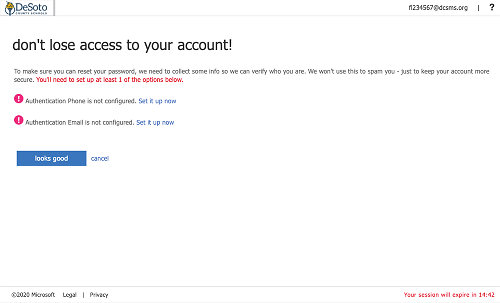 DeSoto
COUNTY SCHOOLS
fl234567@dcsms.org | ?
don't lose access to your account!
To make sure you can reset your password, we need to collect some info so we can verify who you are. We won't use this to spam you - just to keep your account more
secure. You'll need to set up at least 1 of the options below.
! Authentication Phone is not configured. Set it up now
! Authentication Email is not configured. Set it up now
looks good cancel
©2020 Microsoft Legal | Privacy
Your session will expire in 14:42